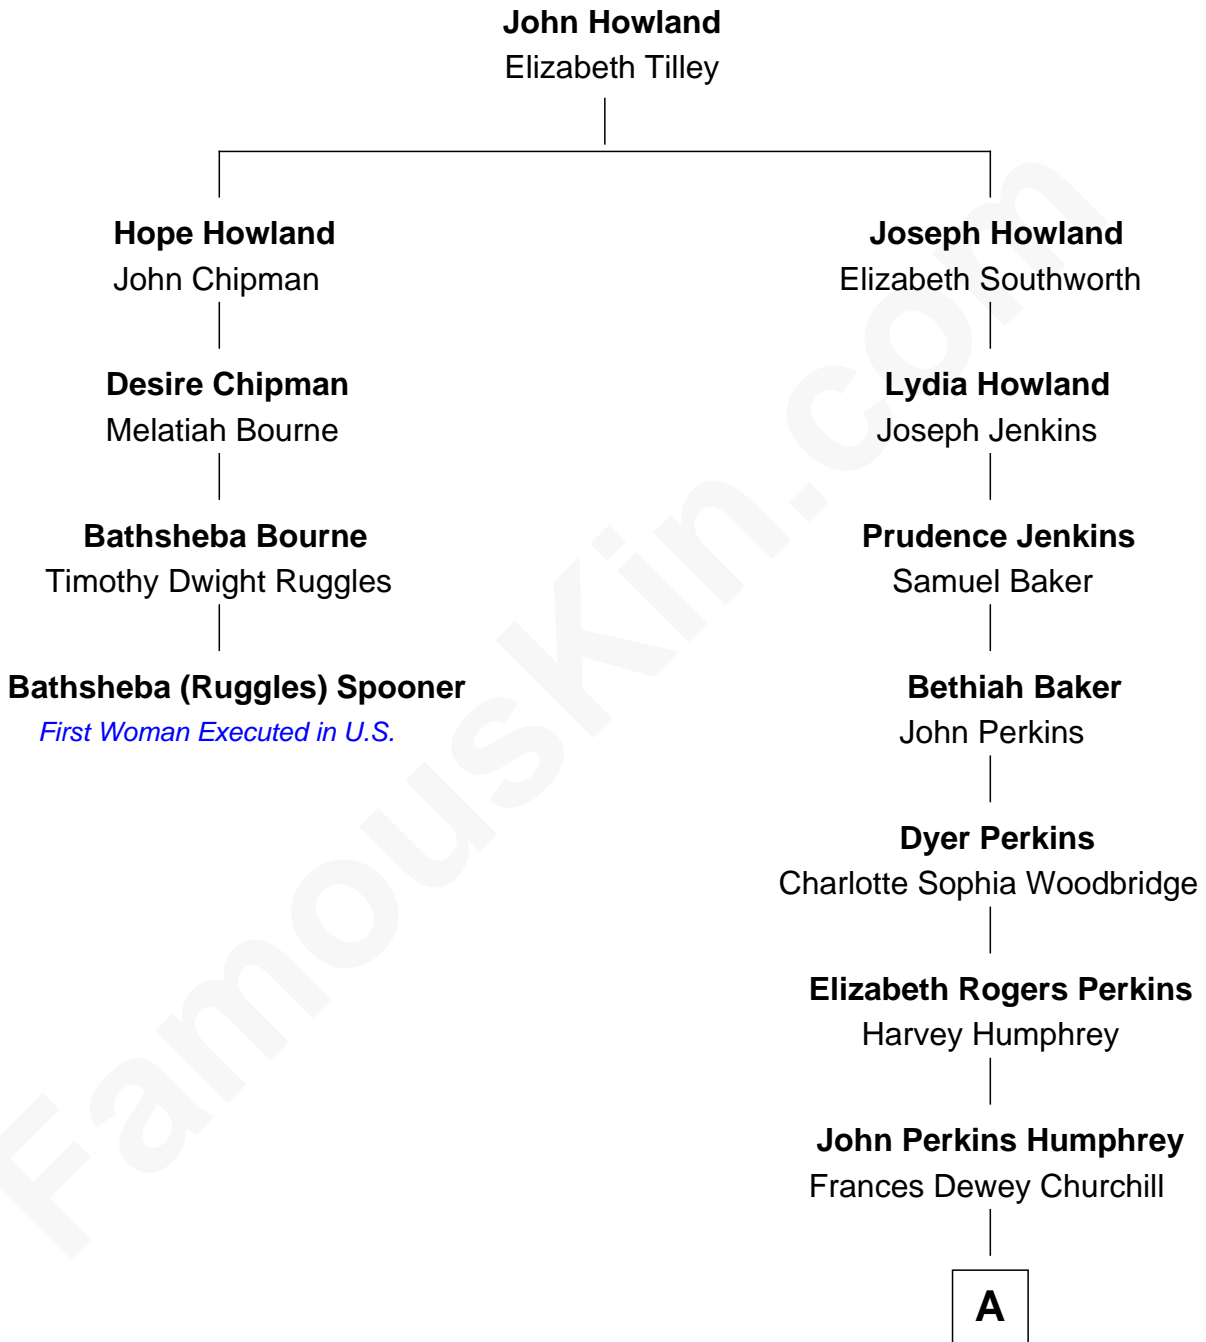 John Howland
Elizabeth Tilley
Hope Howland
John Chipman
Joseph Howland
Elizabeth Southworth
Desire Chipman
Melatiah Bourne
Lydia Howland
Joseph Jenkins
Bathsheba Bourne
Timothy Dwight Ruggles
Prudence Jenkins
Samuel Baker
Bathsheba (Ruggles) Spooner
First Woman Executed in U.S.
Bethiah Baker
John Perkins
Dyer Perkins
Charlotte Sophia Woodbridge
Elizabeth Rogers Perkins
Harvey Humphrey
John Perkins Humphrey
Frances Dewey Churchill
A
FamousKin.com